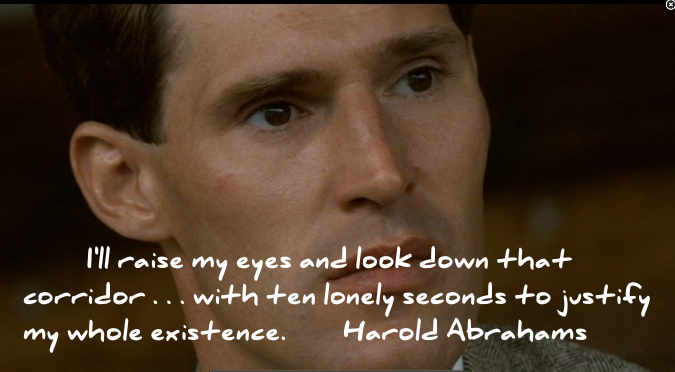 I'll raise my eyes and look down that
corridor . . . with ten lonely seconds to justify
my whole existence. Harold Abrahams